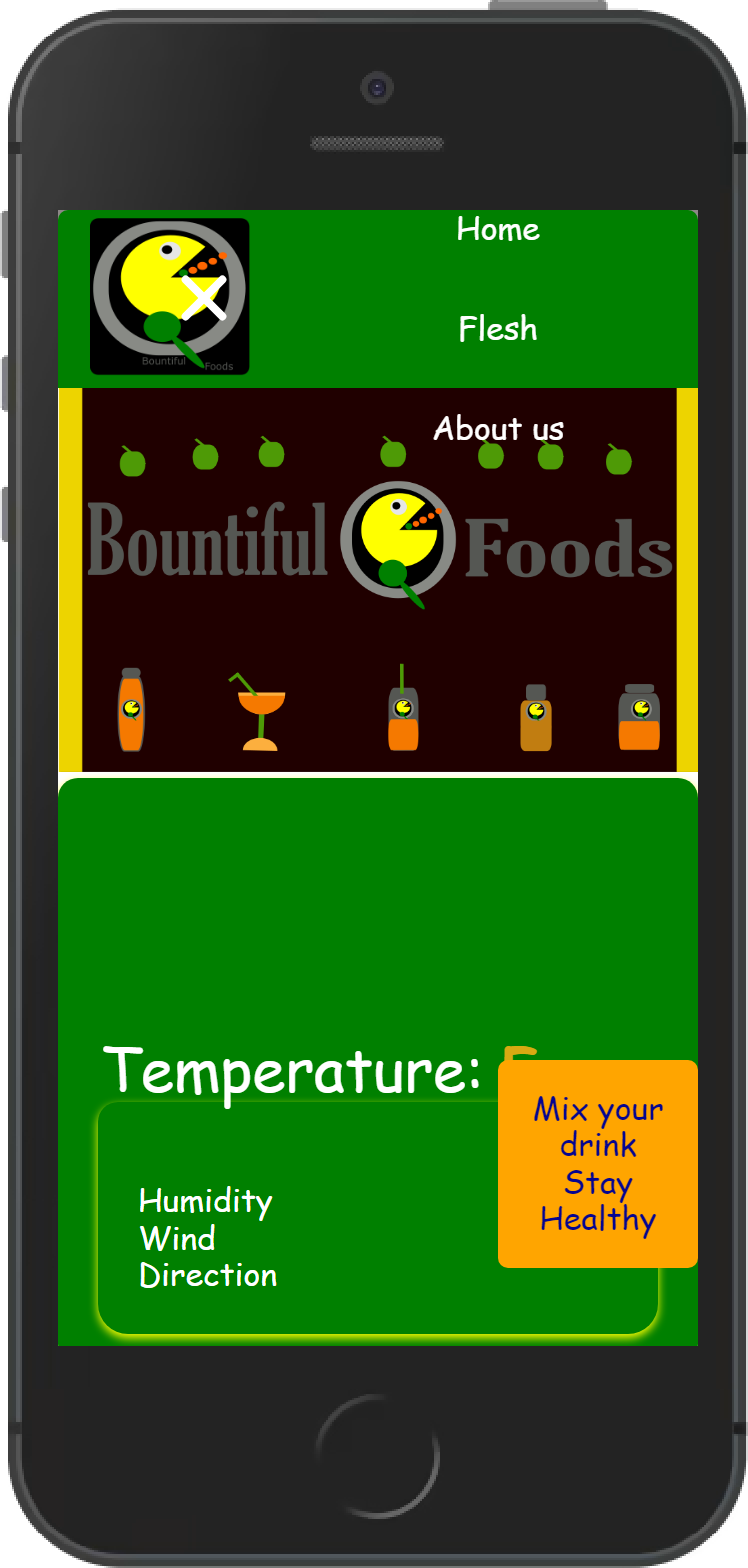 Home
Bountiful Foods
Flesh
About us
Bountiful Foods
Temperature:
Mix your
drink
Stay
Healthy
Humidity
Wind
Direction